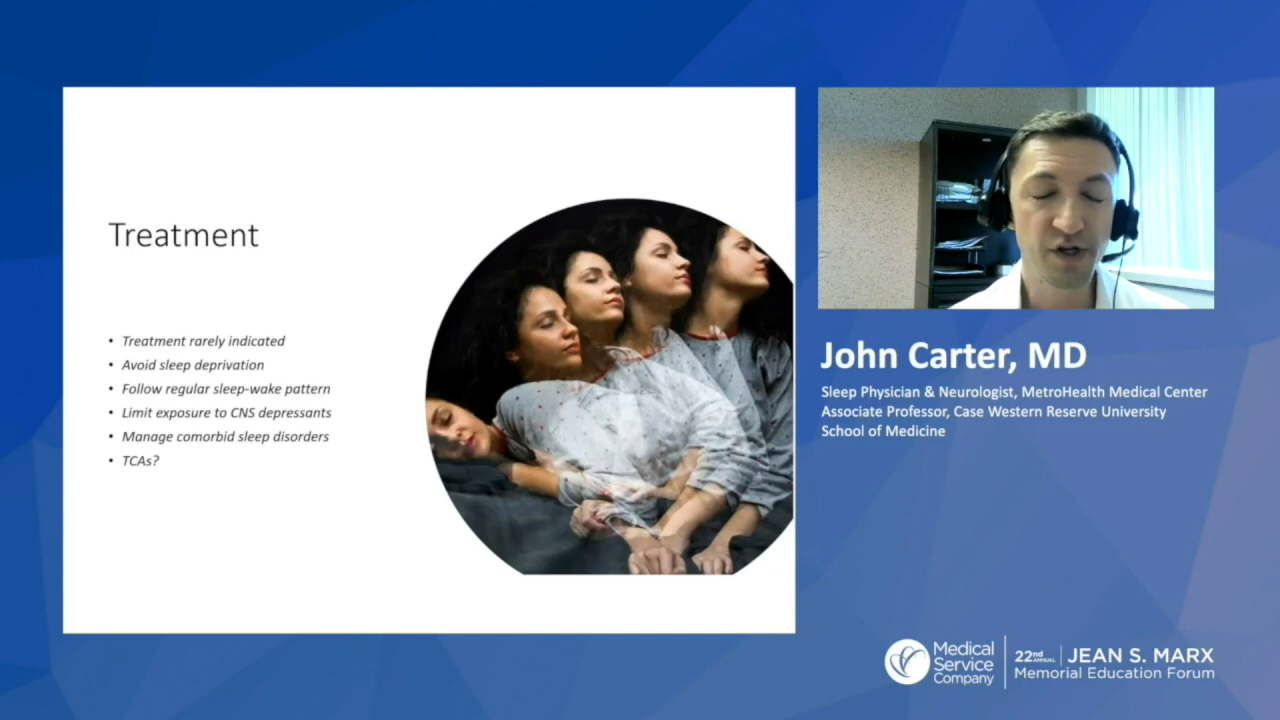 Treatment
• Treatment rarely indicated
• Avoid sleep deprivation
• Follow regular sleep-wake pattern
• Limit exposure to CNS depressants
• Manage comorbid sleep disorders
• TCAs?
John Carter, MD
Sleep Physician & Neurologist, MetroHealth Medical Center
Associate Professor, Case Western Reserve University
School of Medicine
Medical
Service
Company
22nd ANNUAL | JEAN S. MARX
Memorial Education Forum